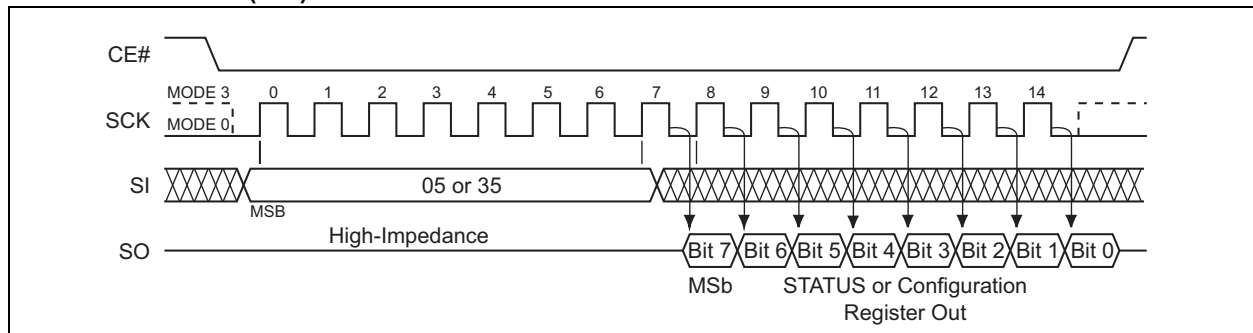 CE#
MODE 3 0 1 2 3 4 5 6 7 8 9 10 11 12 13 14
SCK
MODE 0
SI 05 or 35
MSB
High-Impedance
SO Bit 7 Bit 6 Bit 5 Bit 4 Bit 3 Bit 2 Bit 1 Bit 0
MSb STATUS or Configuration
Register Out